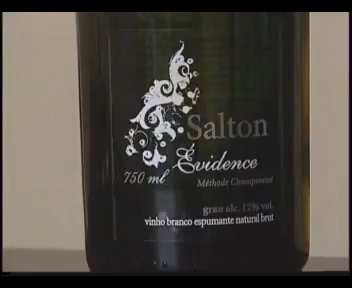 Salton
Évidence
750 ml
Méthode Champenoise
grau alc. 12% vol.
vinho branco espumante natural brut